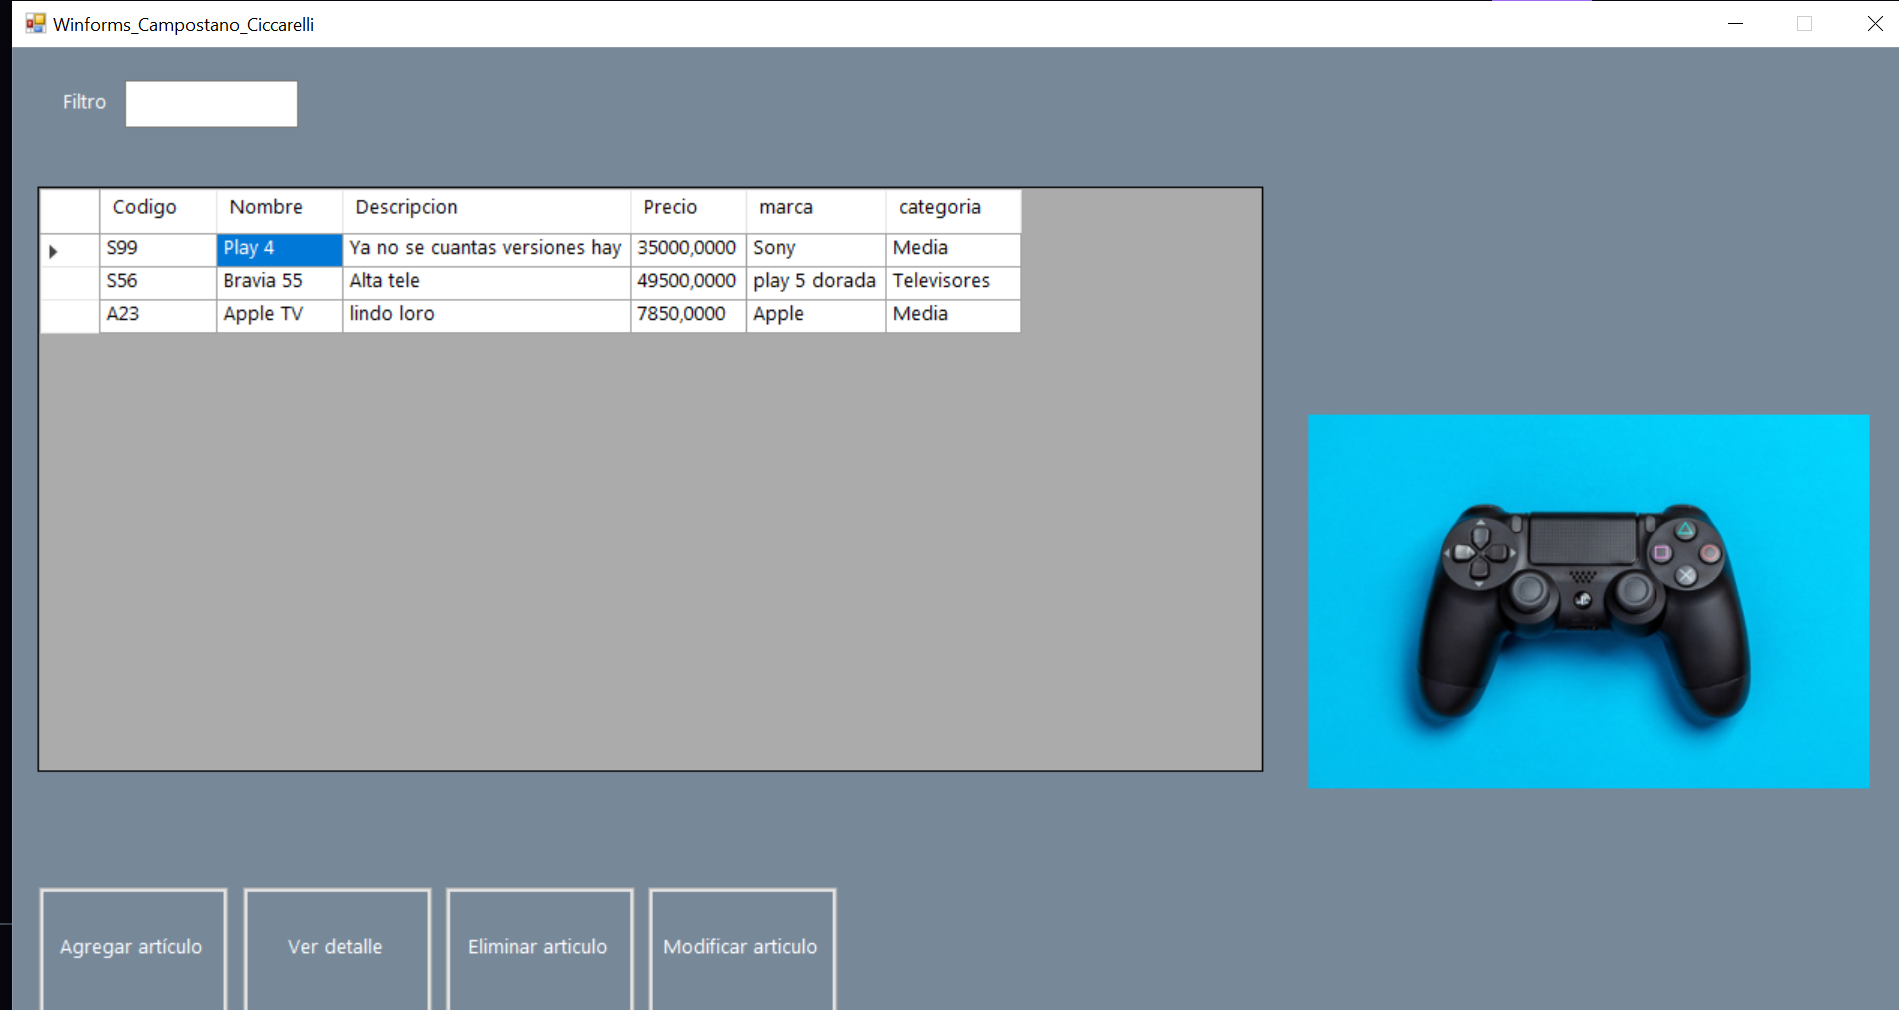 Winforms_Campostano_Ciccarelli
Filtro
Codigo Nombre Descripcion Precio marca categoria
S99 Play 4 Ya no se cuantas versiones hay 35000,0000 Sony Media
S56 Bravia 55 Alta tele 49500,0000 play 5 dorada Televisores
A23 Apple TV lindo loro 7850,0000 Apple Media
Agregar artículo Ver detalle Eliminar articulo Modificar articulo